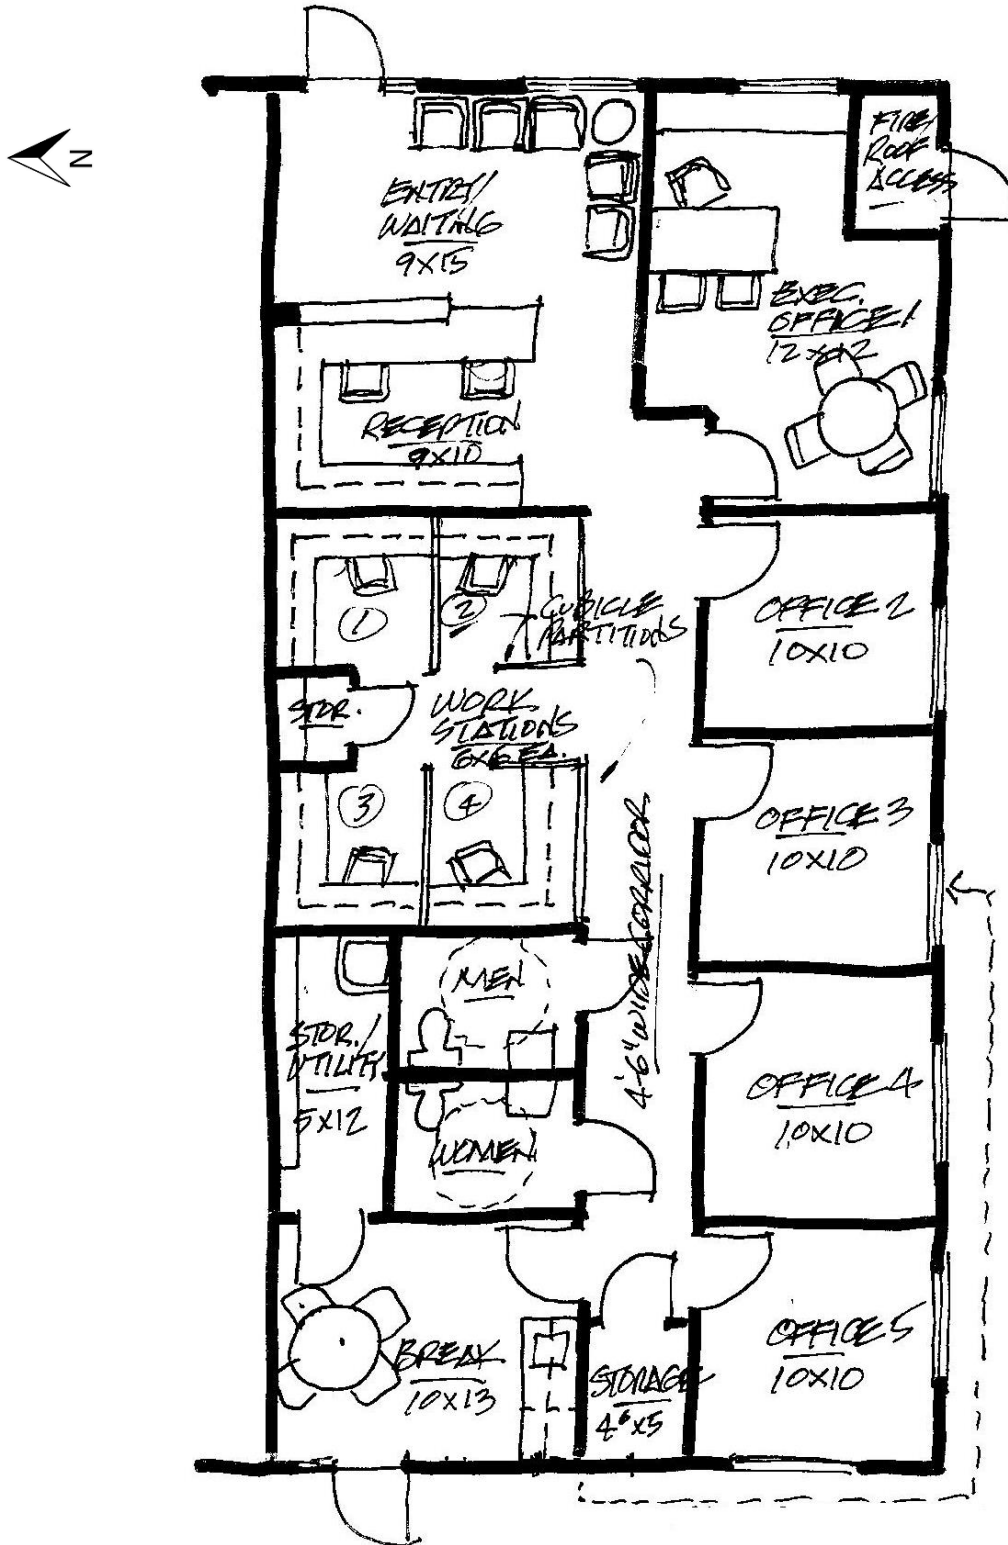 N
ENTRY/
WAITING
9X15
FIRE/
ROOF
ACCESS
EXEC.
OFFICE 1
12X12
RECEPTION
9X10
1
2
CUBICLE
PARTITIONS
OFFICE 2
10X10
STOR.
WORK
STATIONS
6X6 EA.
3
4
OFFICE 3
10X10
4'-6" WIDE CORRIDOR
MEN
STOR./
UTILITY
5X12
WOMEN
OFFICE 4
10X10
BREAK
10X13
STORAGE
4'6"X5
OFFICE 5
10X10